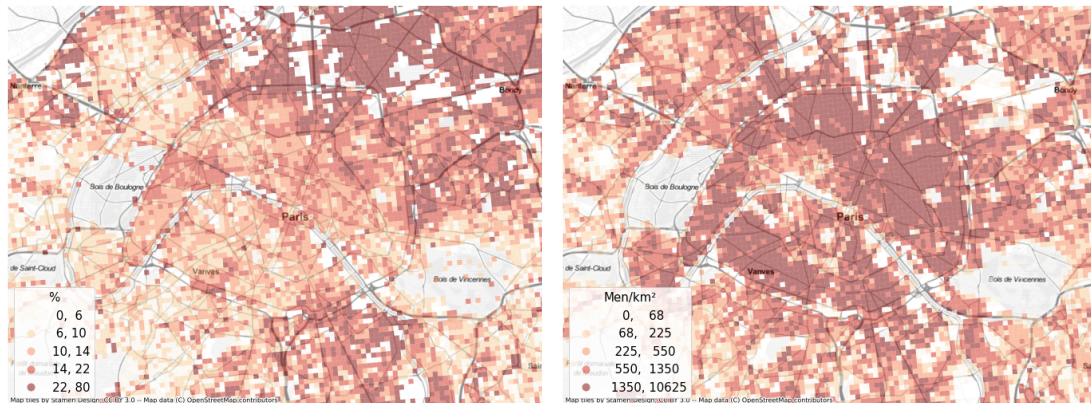 Bondy
Bois de Boulogne
Paris
de Saint-Cloud
Vanves
Bois de Vincennes
%
0, 6
6, 10
10, 14
14, 22
22, 80
Map tiles by Stamen Design, CC BY 3.0 -- Map data (C) OpenStreetMap contributors
Bondy
Bois de Boulogne
Paris
de Saint-Cloud
Vanves
Bois de Vincennes
Men/km²
0, 68
68, 225
225, 550
550, 1350
1350, 10625
Map tiles by Stamen Design, CC BY 3.0 -- Map data (C) OpenStreetMap contributors